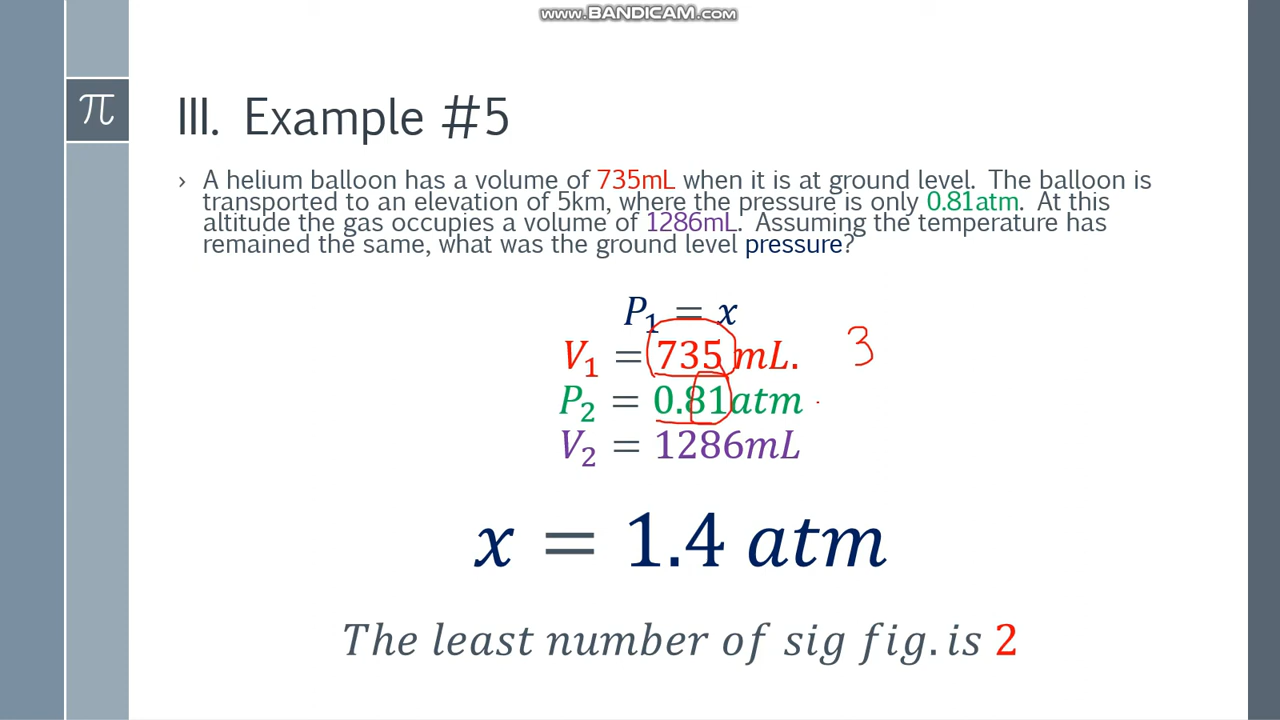 www.BANDICAM.com
π
III. Example #5
› A helium balloon has a volume of 735mL when it is at ground level. The balloon is
transported to an elevation of 5km, where the pressure is only 0.81atm. At this
altitude the gas occupies a volume of 1286mL. Assuming the temperature has
remained the same, what was the ground level pressure?
P₁ = x
V₁ = 735 mL. 3
P₂ = 0.81atm
V₂ = 1286mL
x = 1.4 atm
The least number of sig fig. is 2